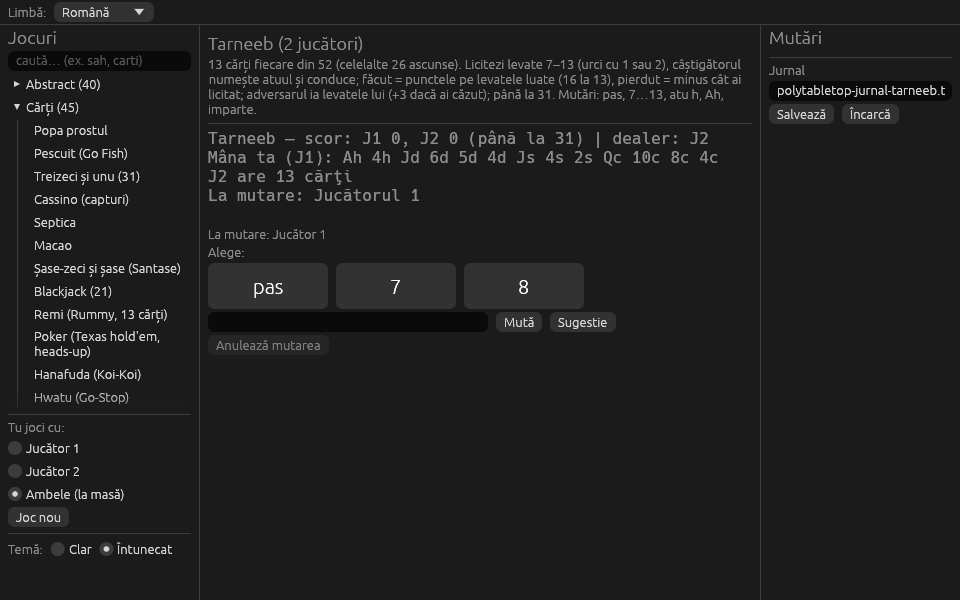 Limbă: Română
Jocuri
caută... (ex. sah, carti)
Abstract (40)
Cărți (45)
Popa prostul
Pescuit (Go Fish)
Treizeci și unu (31)
Cassino (capturi)
Septica
Macao
Șase-zeci și șase (Santase)
Blackjack (21)
Remi (Rummy, 13 cărți)
Poker (Texas hold'em,
heads-up)
Hanafuda (Koi-Koi)
Hwatu (Go-Stop)
Tu joci cu:
Jucător 1
Jucător 2
Ambele (la masă)
Joc nou
Temă: Clar Întunecat
Tarneeb (2 jucători)
13 cărți fiecare din 52 (celelalte 26 ascunse). Licitezi levate 7–13 (urci cu 1 sau 2), câștigătorul
numește atuul și conduce; făcut = punctele pe levatele luate (16 la 13), pierdut = minus cât ai
licitat; adversarul ia levatele lui (+3 dacă ai căzut); până la 31. Mutări: pas, 7…13, atu h, Ah,
imparte.
Tarneeb — scor: J1 0, J2 0 (până la 31) | dealer: J2
Mâna ta (J1): Ah 4h Jd 6d 5d 4d Js 4s 2s Qc 10c 8c 4c
J2 are 13 cărţi
La mutare: Jucătorul 1
La mutare: Jucător 1
Alege:
pas 7 8
Mută Sugestie
Anulează mutarea
Mutări
Jurnal
polytabletop-jurnal-tarneeb.t
Salvează Încarcă